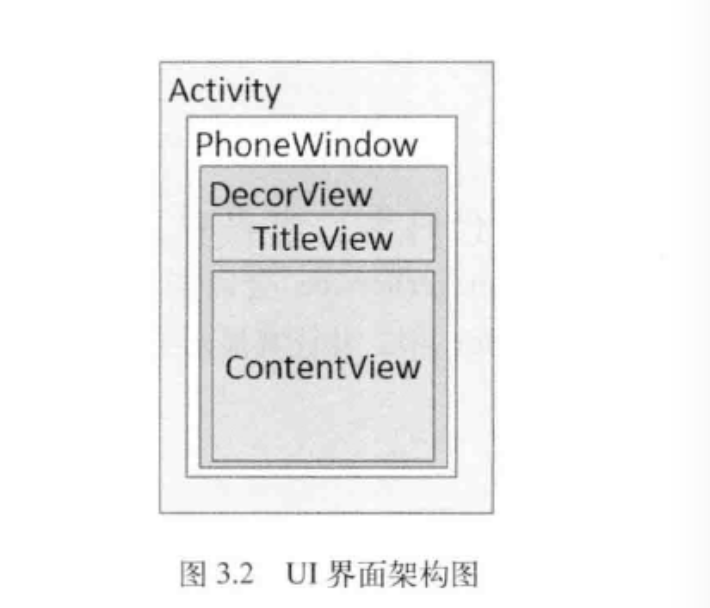 Activity
PhoneWindow
DecorView
TitleView
ContentView
图 3.2 UI 界面架构图